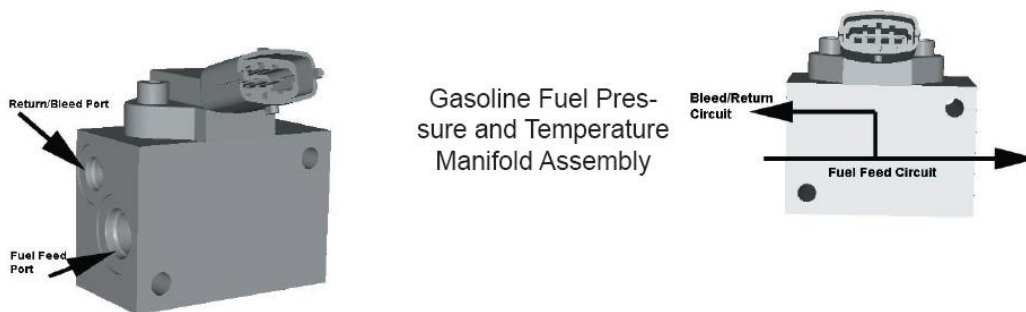 Return/Bleed Port
Fuel Feed
Port
Gasoline Fuel Pres-
sure and Temperature
Manifold Assembly
Bleed/Return
Circuit
Fuel Feed Circuit